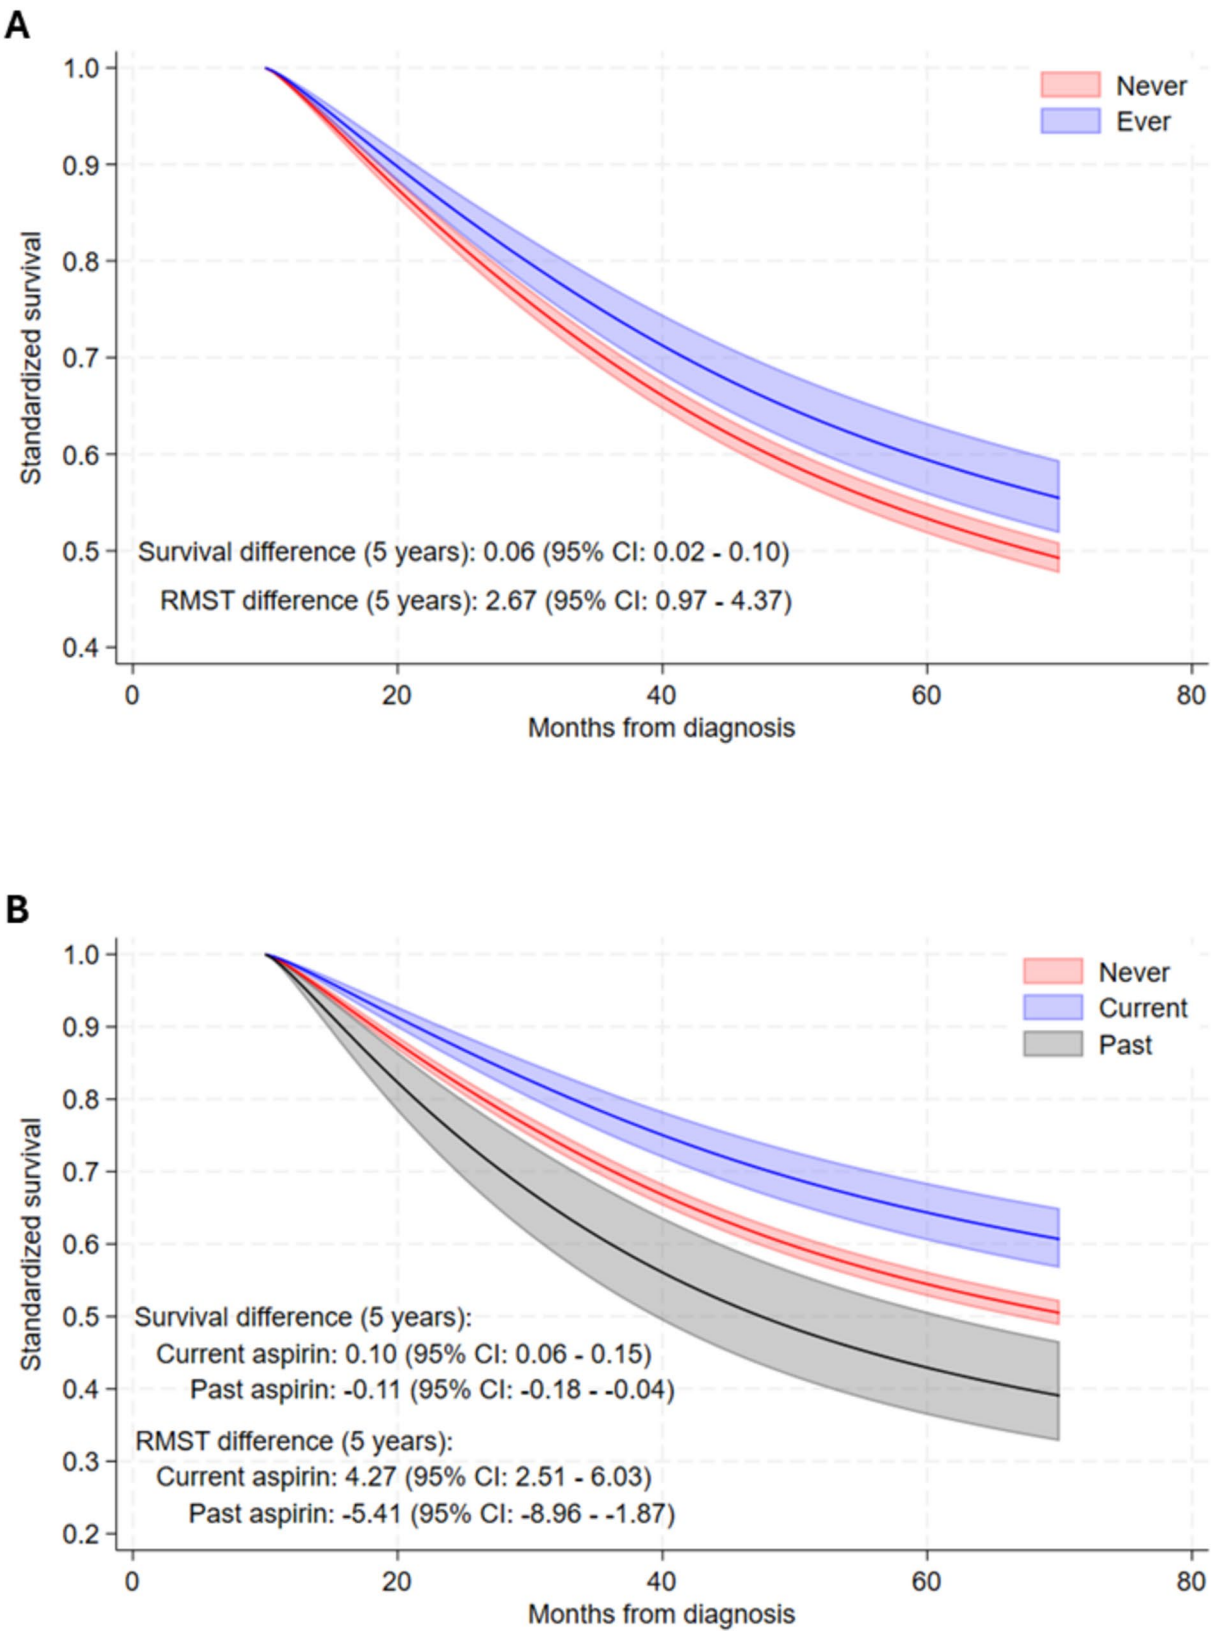 A
1.0
0.9
0.8
0.7
0.6
0.5
0.4
Standardized survival
Never
Ever
Survival difference (5 years): 0.06 (95% CI: 0.02 - 0.10)
RMST difference (5 years): 2.67 (95% CI: 0.97 - 4.37)
0 20 40 60 80
Months from diagnosis
B
1.0
0.9
0.8
0.7
0.6
0.5
0.4
0.3
0.2
Standardized survival
Never
Current
Past
Survival difference (5 years):
Current aspirin: 0.10 (95% CI: 0.06 - 0.15)
Past aspirin: -0.11 (95% CI: -0.18 - -0.04)
RMST difference (5 years):
Current aspirin: 4.27 (95% CI: 2.51 - 6.03)
Past aspirin: -5.41 (95% CI: -8.96 - -1.87)
0 20 40 60 80
Months from diagnosis